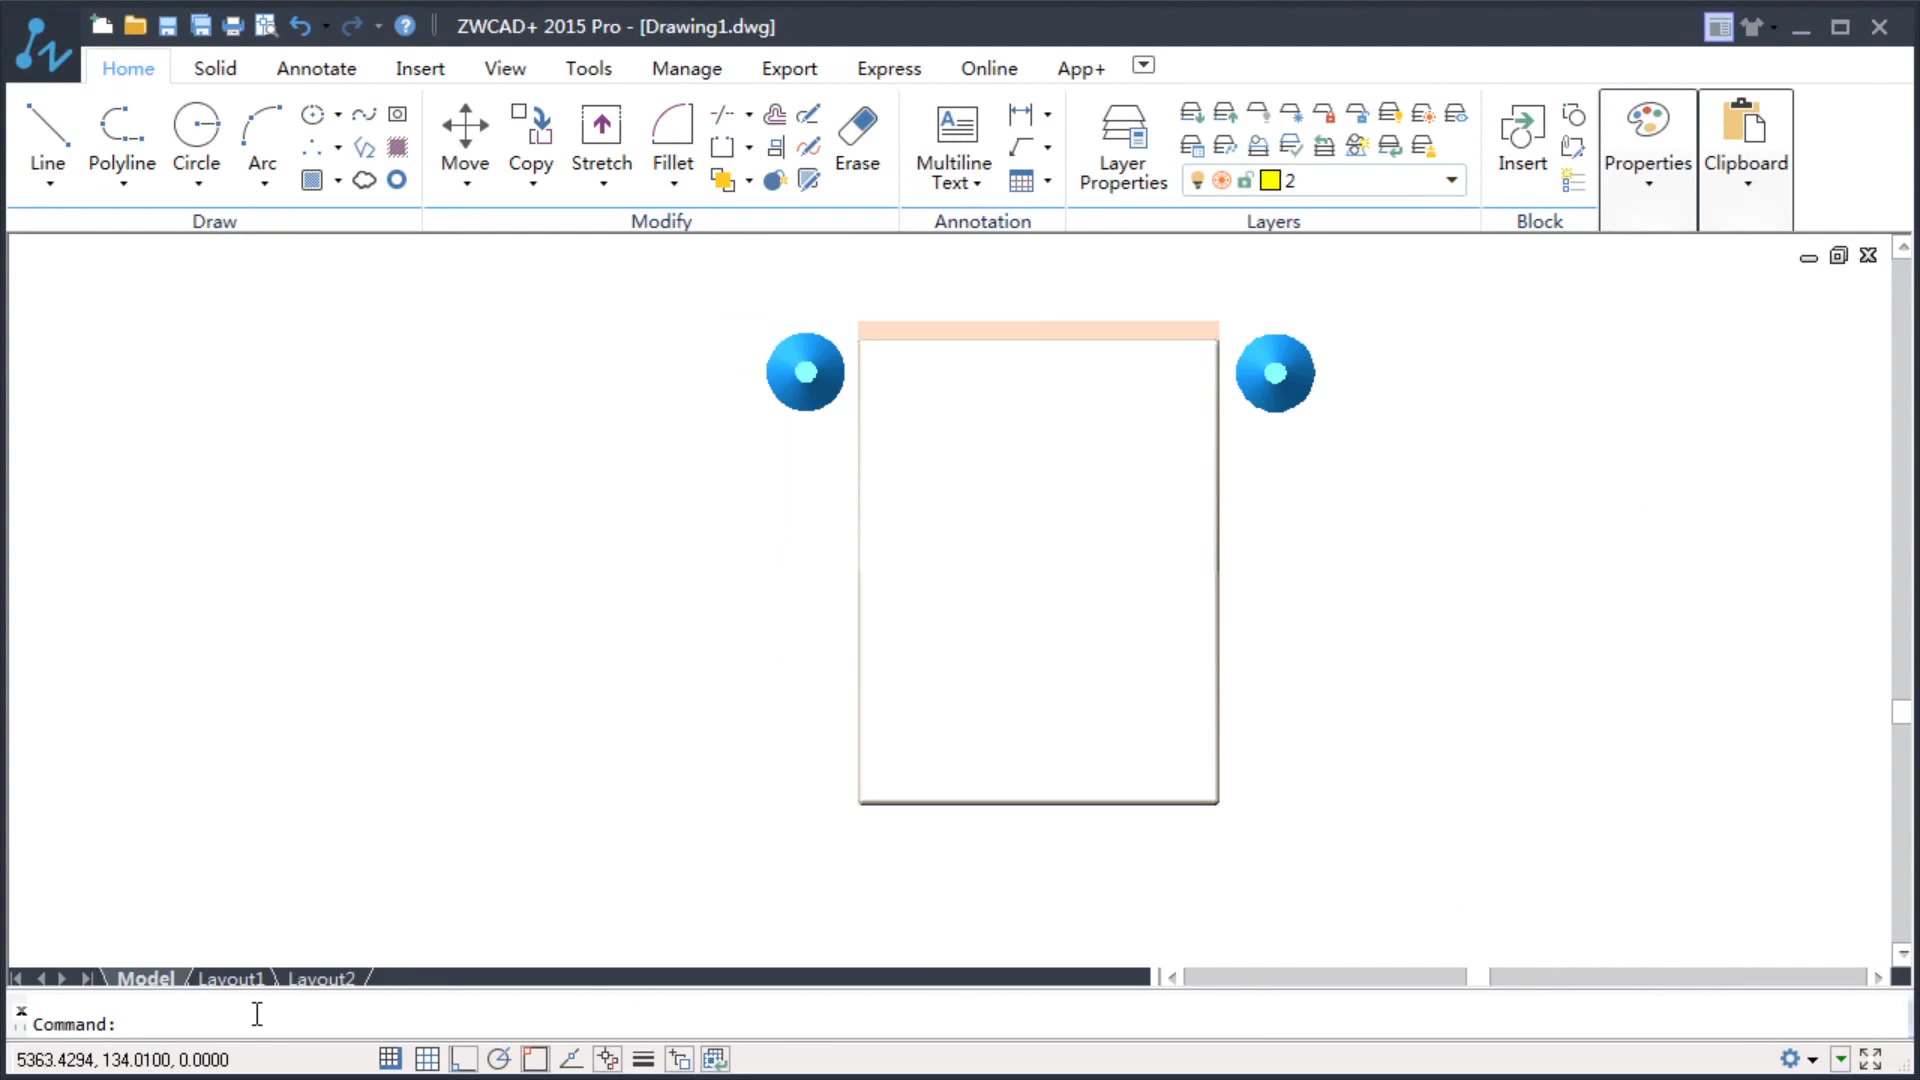 ZWCAD+ 2015 Pro - [Drawing1.dwg]
Home Solid Annotate Insert View Tools Manage Export Express Online App+
Line Polyline Circle Arc
Move Copy Stretch Fillet Erase
Multiline Text
Layer Properties
2
Insert
Properties
Clipboard
Draw Modify Annotation Layers Block
Model Layout1 Layout2
Command:
5363.4294, 134.0100, 0.0000